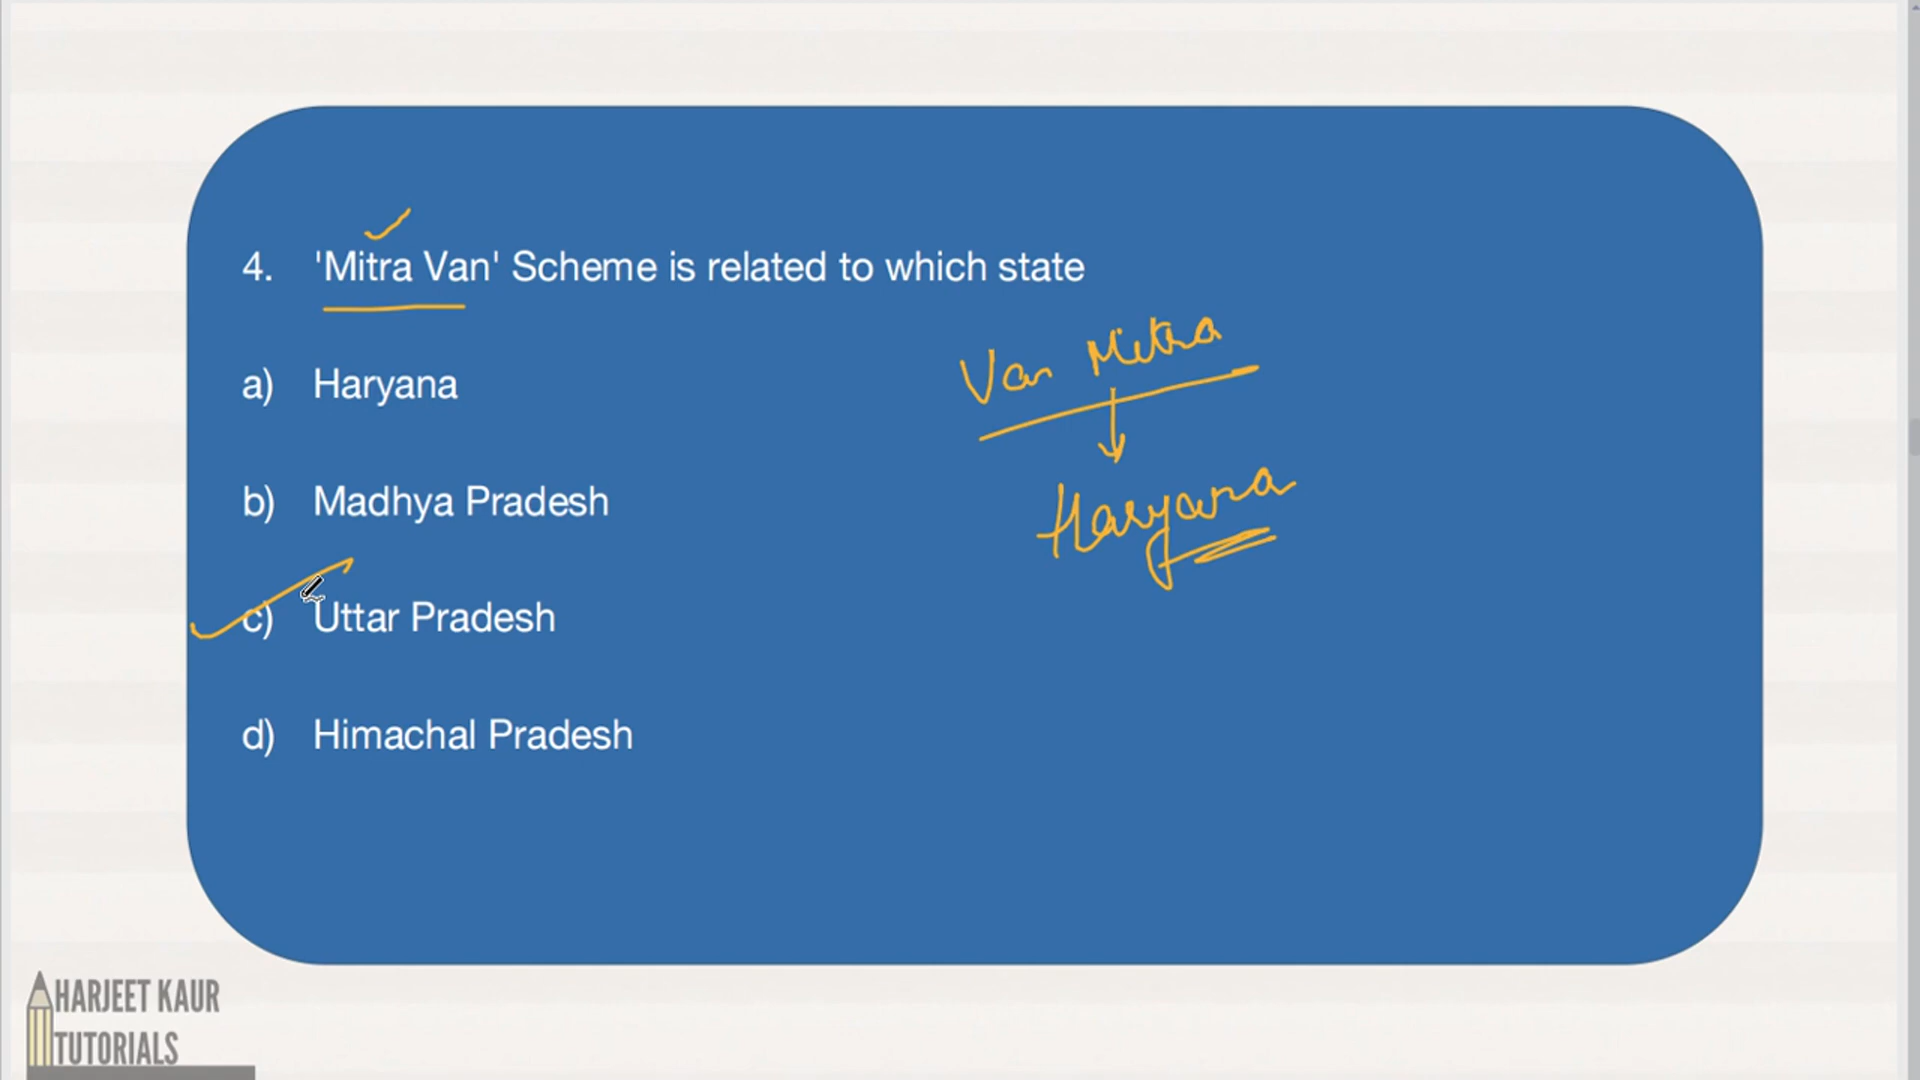 4. 'Mitra Van' Scheme is related to which state
Van Mitra
a) Haryana
Haryana
b) Madhya Pradesh
c) Uttar Pradesh
d) Himachal Pradesh
HARJEET KAUR
TUTORIALS